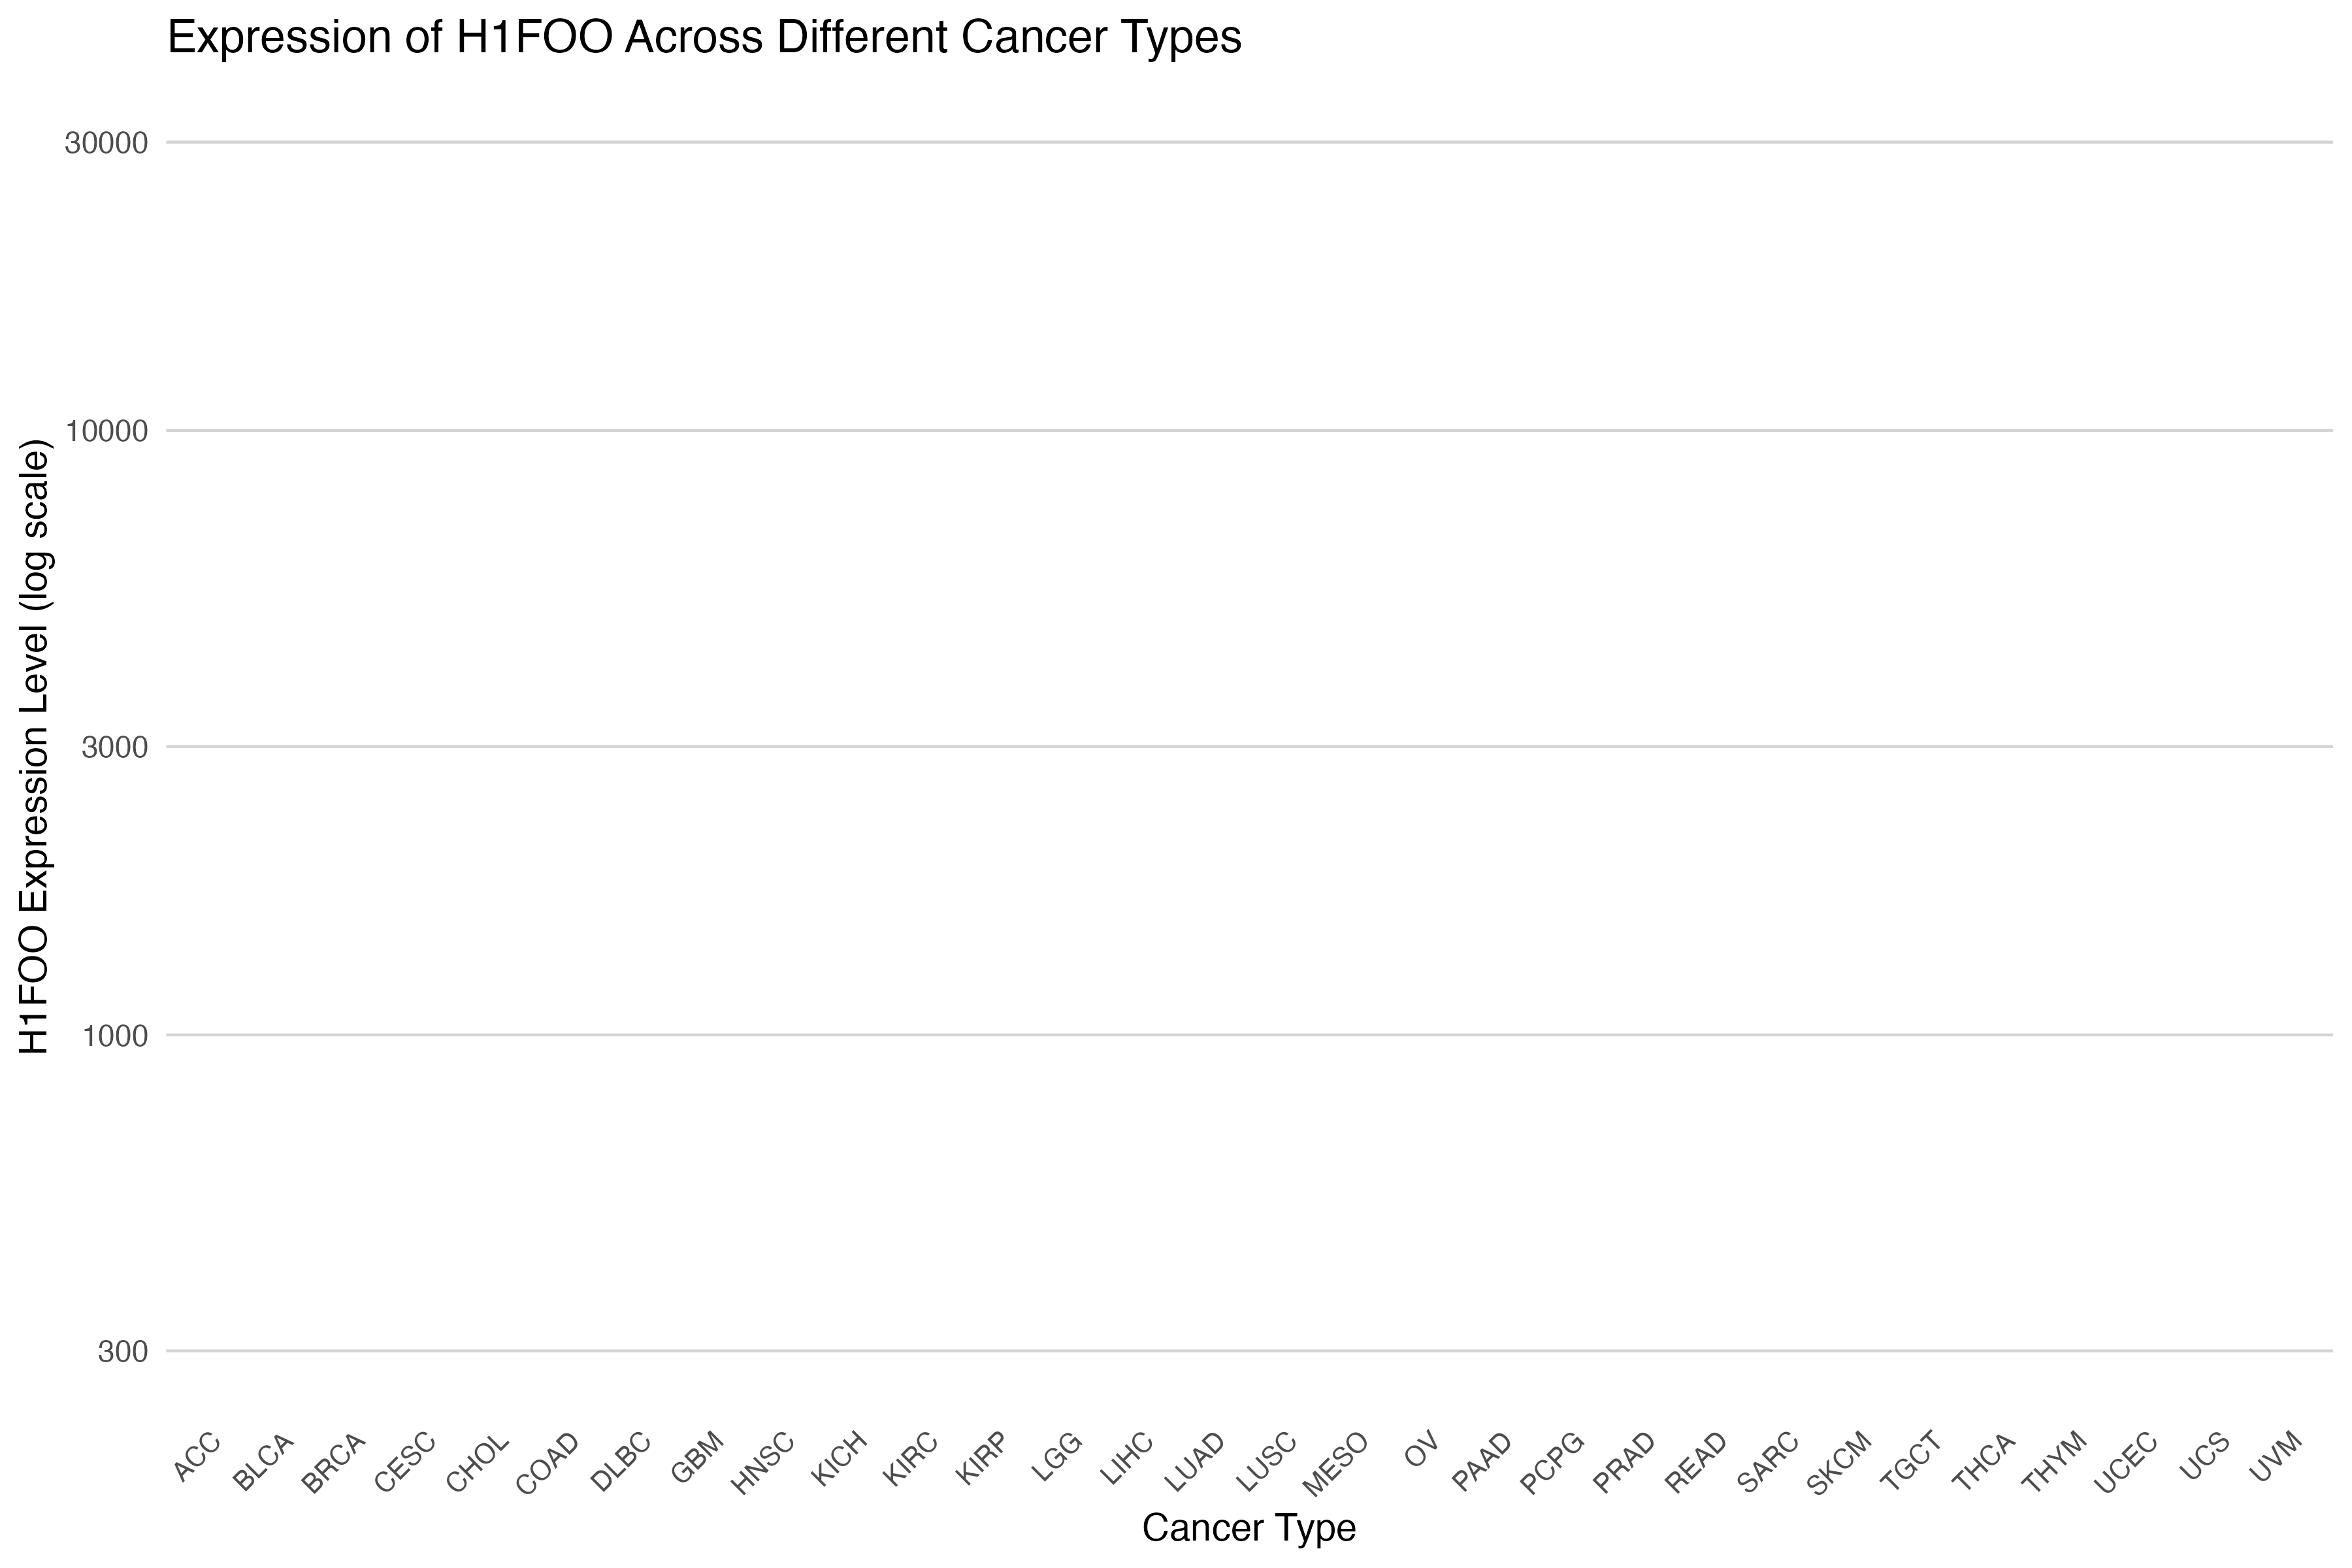 Expression of H1FOO Across Different Cancer Types
H1FOO Expression Level (log scale)
30000
10000
3000
1000
300
ACC BLCA BRCA CESC CHOL COAD DLBC GBM HNSC KICH KIRC KIRP LGG LIHC LUAD LUSC MESO OV PAAD PCPG PRAD READ SARC SKCM TGCT THCA THYM UCEC UCS UVM
Cancer Type